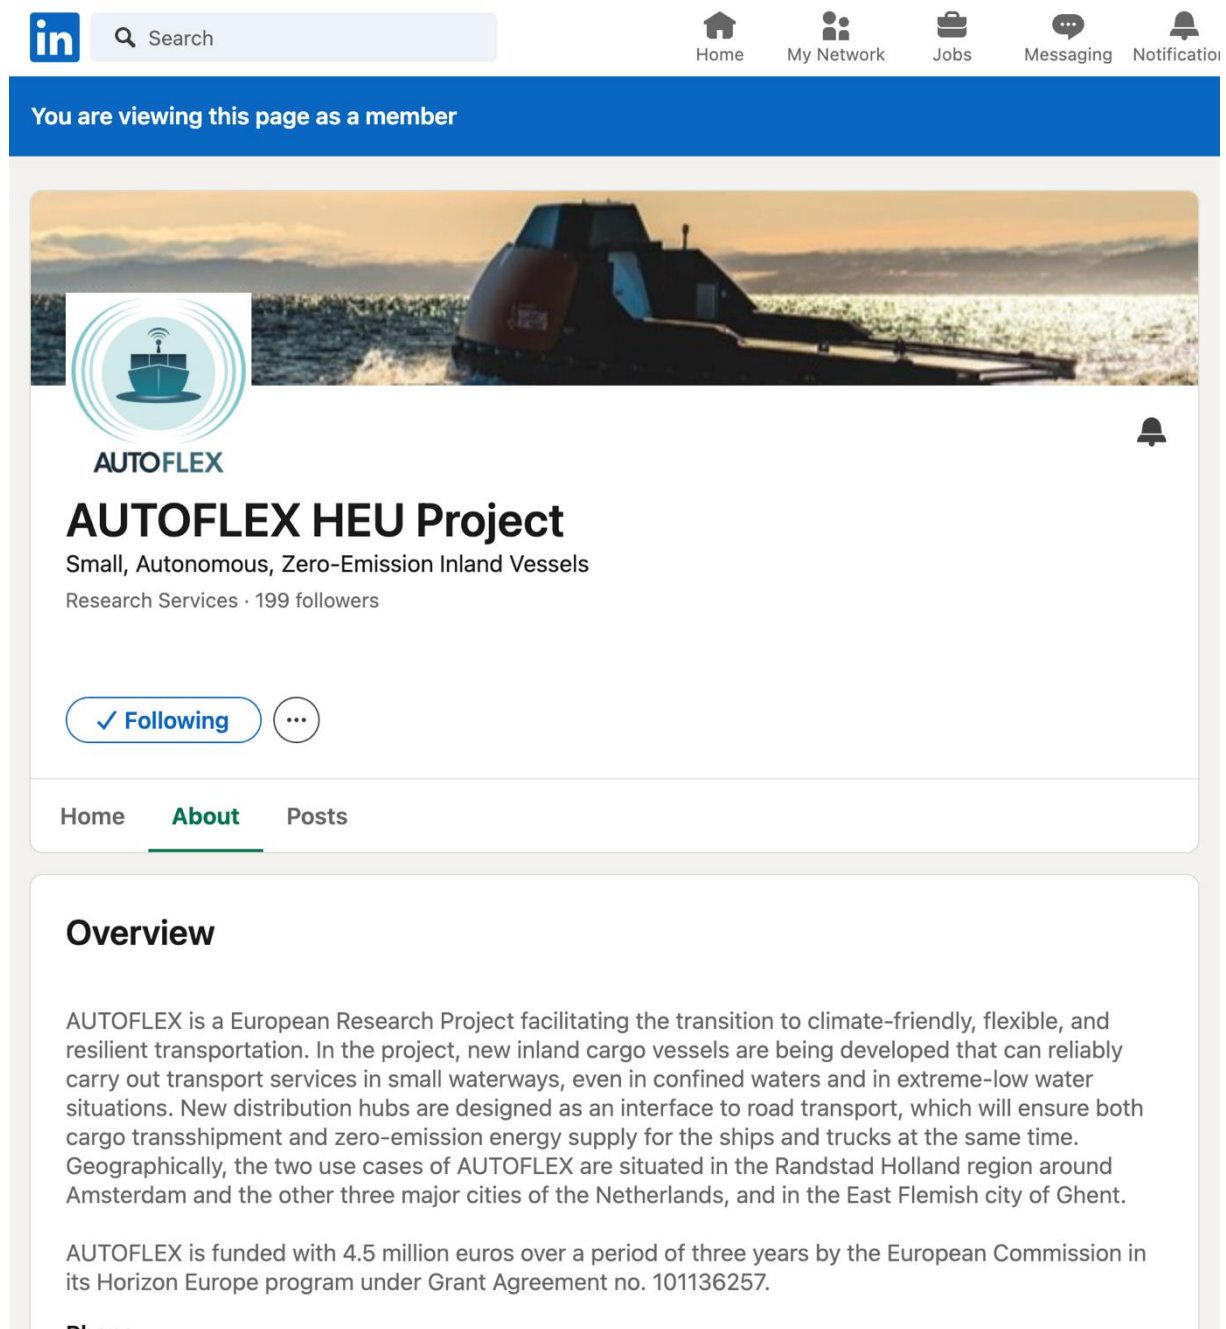 in
Search
Home
My Network
Jobs
Messaging
Notification
You are viewing this page as a member
AUTOFLEX
AUTOFLEX HEU Project
Small, Autonomous, Zero-Emission Inland Vessels
Research Services · 199 followers
Following
Home
About
Posts
Overview
AUTOFLEX is a European Research Project facilitating the transition to climate-friendly, flexible, and
resilient transportation. In the project, new inland cargo vessels are being developed that can reliably
carry out transport services in small waterways, even in confined waters and in extreme-low water
situations. New distribution hubs are designed as an interface to road transport, which will ensure both
cargo transshipment and zero-emission energy supply for the ships and trucks at the same time.
Geographically, the two use cases of AUTOFLEX are situated in the Randstad Holland region around
Amsterdam and the other three major cities of the Netherlands, and in the East Flemish city of Ghent.
AUTOFLEX is funded with 4.5 million euros over a period of three years by the European Commission in
its Horizon Europe program under Grant Agreement no. 101136257.